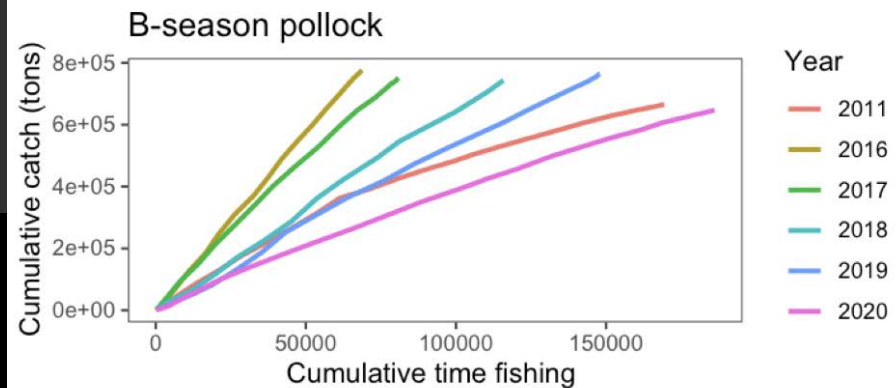 B-season pollock
Cumulative catch (tons)
8e+05
6e+05
4e+05
2e+05
0e+00
0 50000 100000 150000
Cumulative time fishing
Year
2011
2016
2017
2018
2019
2020